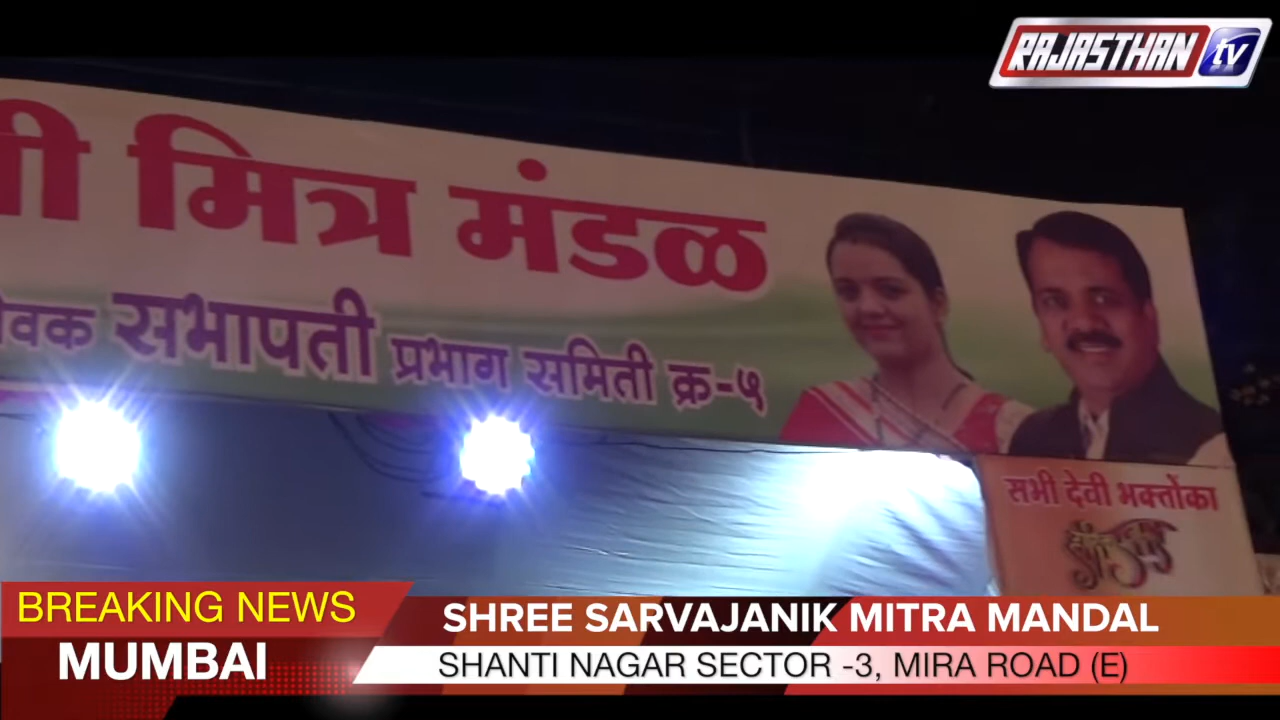 RAJASTHAN tv
मित्र मंडळ
सभापती प्रभाग समिती क्र-५
सभी देवी भक्तोंका
BREAKING NEWS
MUMBAI
SHREE SARVAJANIK MITRA MANDAL
SHANTI NAGAR SECTOR -3, MIRA ROAD (E)